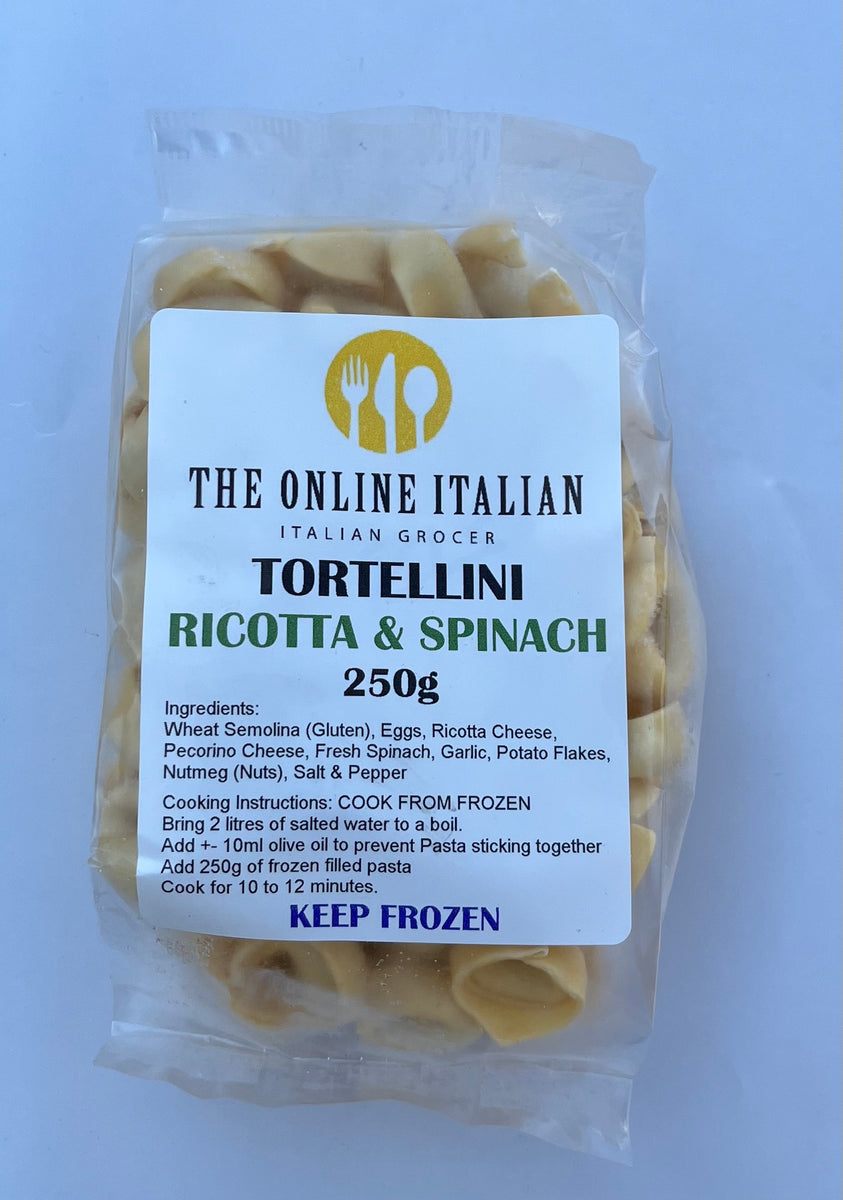 THE ONLINE ITALIAN
ITALIAN GROCER
TORTELLINI
RICOTTA & SPINACH
250g
Ingredients:
Wheat Semolina (Gluten), Eggs, Ricotta Cheese,
Pecorino Cheese, Fresh Spinach, Garlic, Potato Flakes,
Nutmeg (Nuts), Salt & Pepper
Cooking Instructions: COOK FROM FROZEN
Bring 2 litres of salted water to a boil.
Add +- 10ml olive oil to prevent Pasta sticking together
Add 250g of frozen filled pasta
Cook for 10 to 12 minutes.
KEEP FROZEN